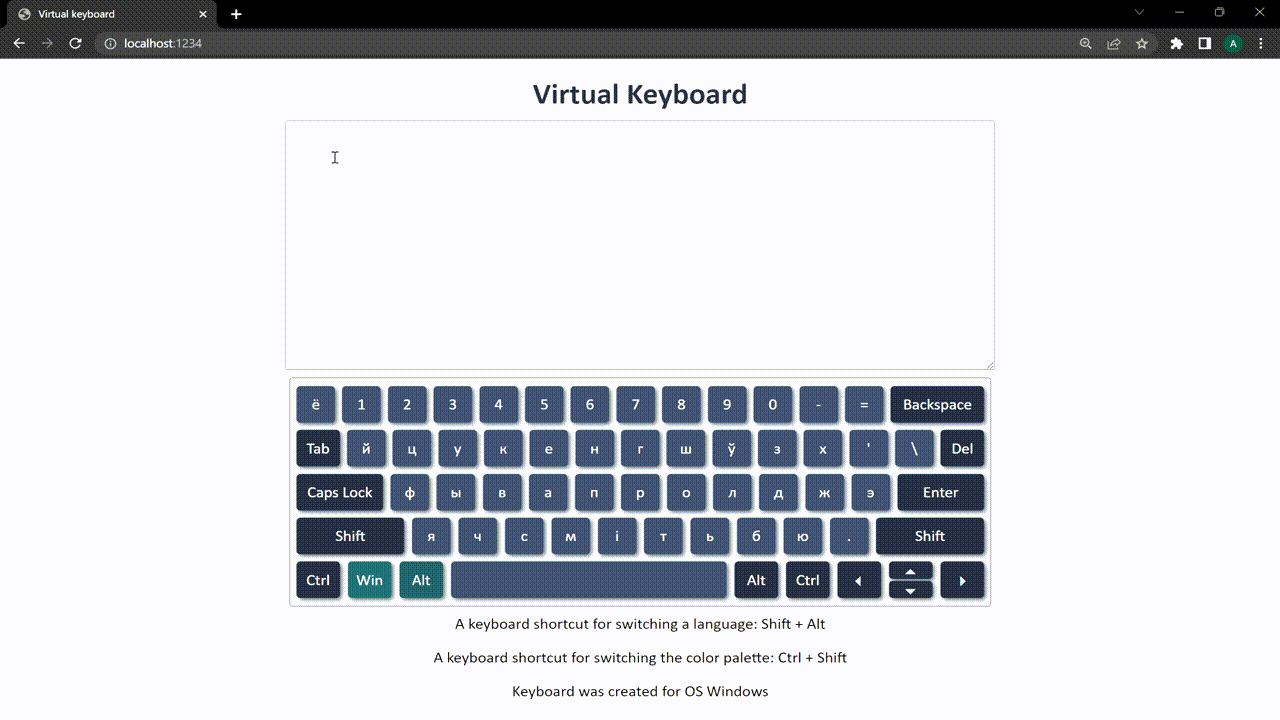 Virtual keyboard
localhost:1234
A
Virtual Keyboard
ё 1 2 3 4 5 6 7 8 9 0 - = Backspace
Tab й ц у к е н г ш ў з х ' \ Del
Caps Lock ф ы в а п р о л д ж э Enter
Shift я ч с м і т ь б ю . Shift
Ctrl Win Alt Alt Ctrl
A keyboard shortcut for switching a language: Shift + Alt
A keyboard shortcut for switching the color palette: Ctrl + Shift
Keyboard was created for OS Windows